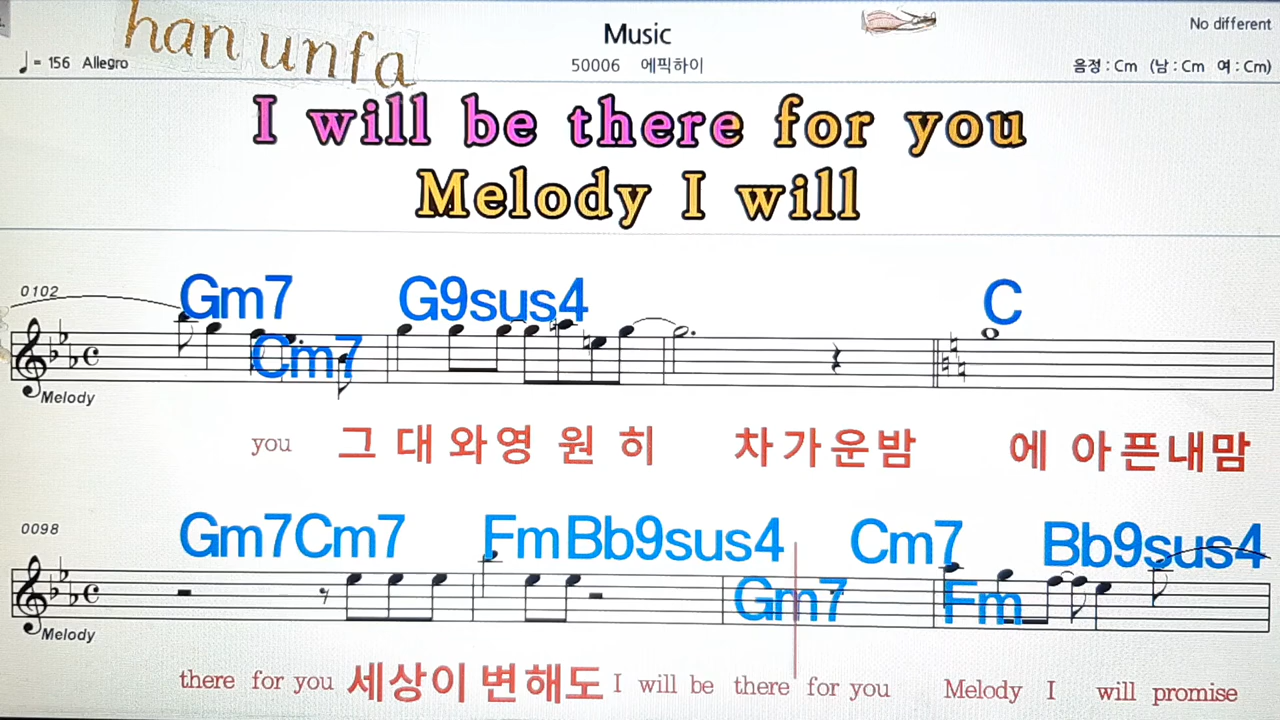 han unfa
Music
No different
♩= 156 Allegro
50006 에픽하이
음정 : Cm (남 : Cm 여 : Cm)
I will be there for you
Melody I will
0102
Gm7 Cm7 G9sus4 C
Melody
you 그 대 와영 원 히 차가운밤 에 아픈내맘
0098
Gm7Cm7 Fm Bb9sus4 Gm7 Cm7 Fm Bb9sus4
Melody
there for you 세상이 변해도 I will be there for you Melody I will promise